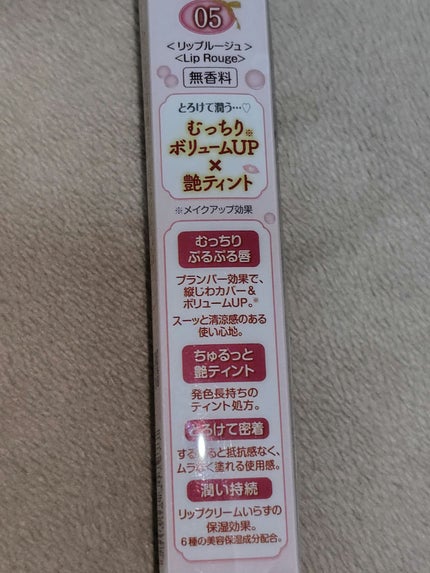 05
<リップルージュ>
<Lip Rouge>
無香料
とろけて潤う…♡
むっちり※
ボリュームUP
×
艶ティント
※メイクアップ効果
むっちり
ぷるぷる唇
プランパー効果で、
縦じわカバー&
ボリュームUP。※
スーッと清涼感のある
使い心地。
ちゅるっと
艶ティント
発色長持ちの
ティント処方。
とろけて密着
するすると抵抗感なく、
ムラなく塗れる使用感。
潤い持続
リップクリームいらずの
保湿効果。
6種の美容保湿成分配合。